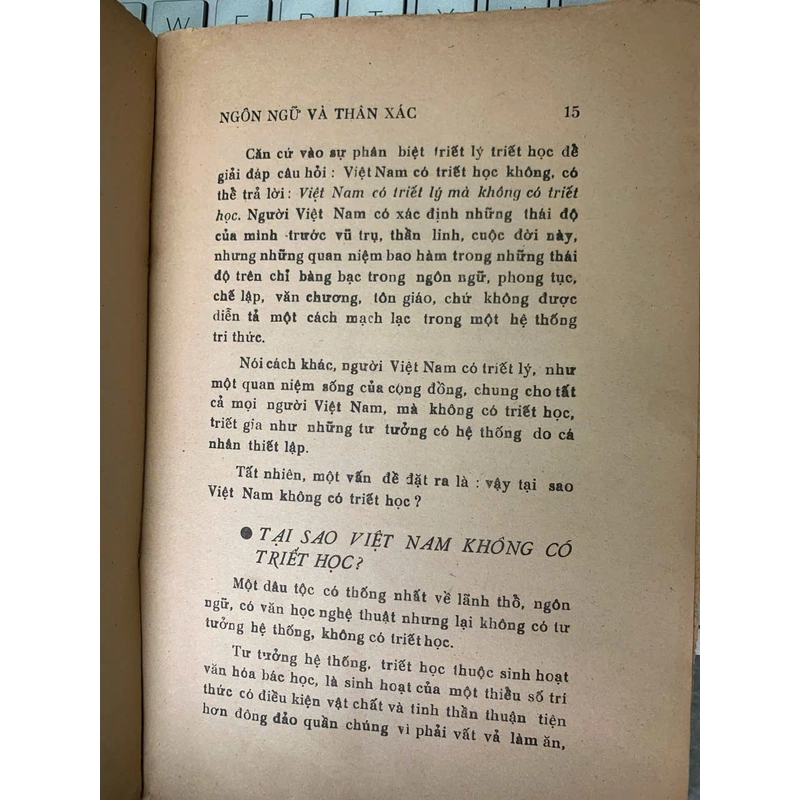 W E R T Y U
NGÔN NGỮ VÀ THÂN XÁC 15
Căn cứ vào sự phân biệt triết lý triết học để
giải đáp câu hỏi : Việt Nam có triết học không, có
thể trả lời : Việt Nam có triết lý mà không có triết
học. Người Việt Nam có xác định những thái độ
của mình trước vũ trụ, thần linh, cuộc đời này,
nhưng những quan niệm bao hàm trong những thái
độ trên chỉ bàng bạc trong ngôn ngữ, phong tục,
chế lập, văn chương, tôn giáo, chứ không được
diễn tả một cách mạch lạc trong một hệ thống
tri thức.
Nói cách khác, người Việt Nam có triết lý, như
một quan niệm sống của cộng đồng, chung cho tất
cả mọi người Việt Nam, mà không có triết học,
triết gia như những tư tưởng có hệ thống do cá
nhân thiết lập.
Tất nhiên, một vấn đề đặt ra là : vậy tại sao
Việt Nam không có triết học ?
● TẠI SAO VIỆT NAM KHÔNG CÓ
TRIẾT HỌC ?
Một dân tộc có thống nhất về lãnh thổ, ngôn
ngữ, có văn học nghệ thuật nhưng lại không có tư
tưởng hệ thống, không có triết học.
Tư tưởng hệ thống, triết học thuộc sinh hoạt
văn hóa bác học, là sinh hoạt của một thiểu số trí
thức có điều kiện vật chất và tinh thần thuận tiện
hơn đông đảo quần chúng vì phải vất vả làm ăn,